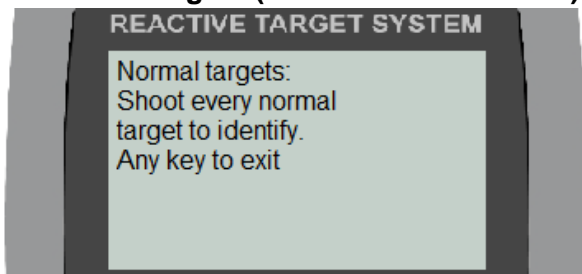 REACTIVE TARGET SYSTEM
Normal targets:
Shoot every normal
target to identify.
Any key to exit